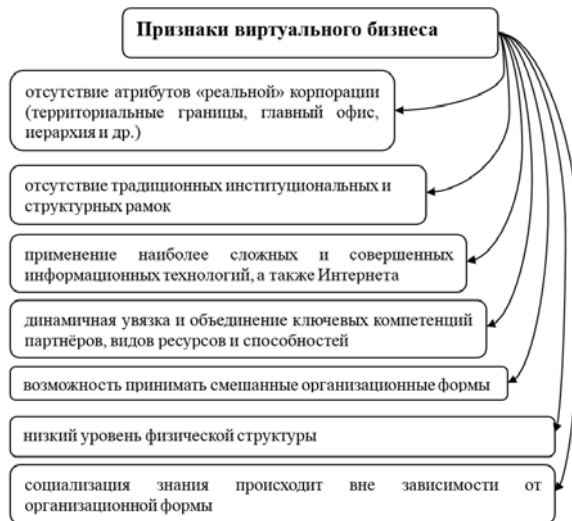 Признаки виртуального бизнеса
отсутствие атрибутов «реальной» корпорации
(территориальные границы, главный офис,
иерархия и др.)
отсутствие традиционных институциональных и
структурных рамок
применение наиболее сложных и совершенных
информационных технологий, а также Интернета
динамичная увязка и объединение ключевых компетенций
партнёров, видов ресурсов и способностей
возможность принимать смешанные организационные формы
низкий уровень физической структуры
социализация знания происходит вне зависимости от
организационной формы